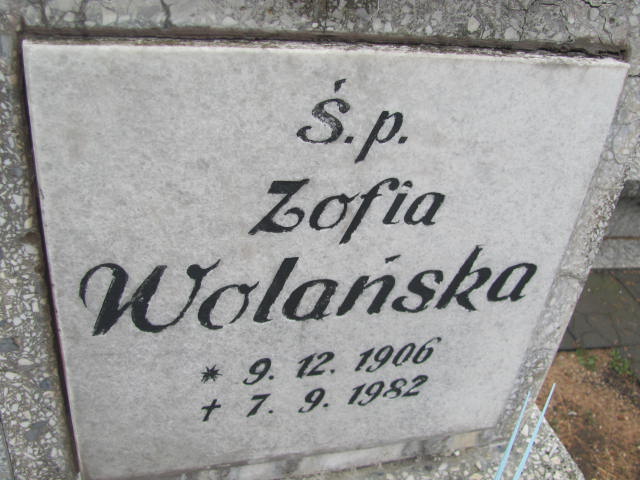 Ś.p.
Zofia
Wolańska
* 9. 12. 1906
† 7. 9. 1982